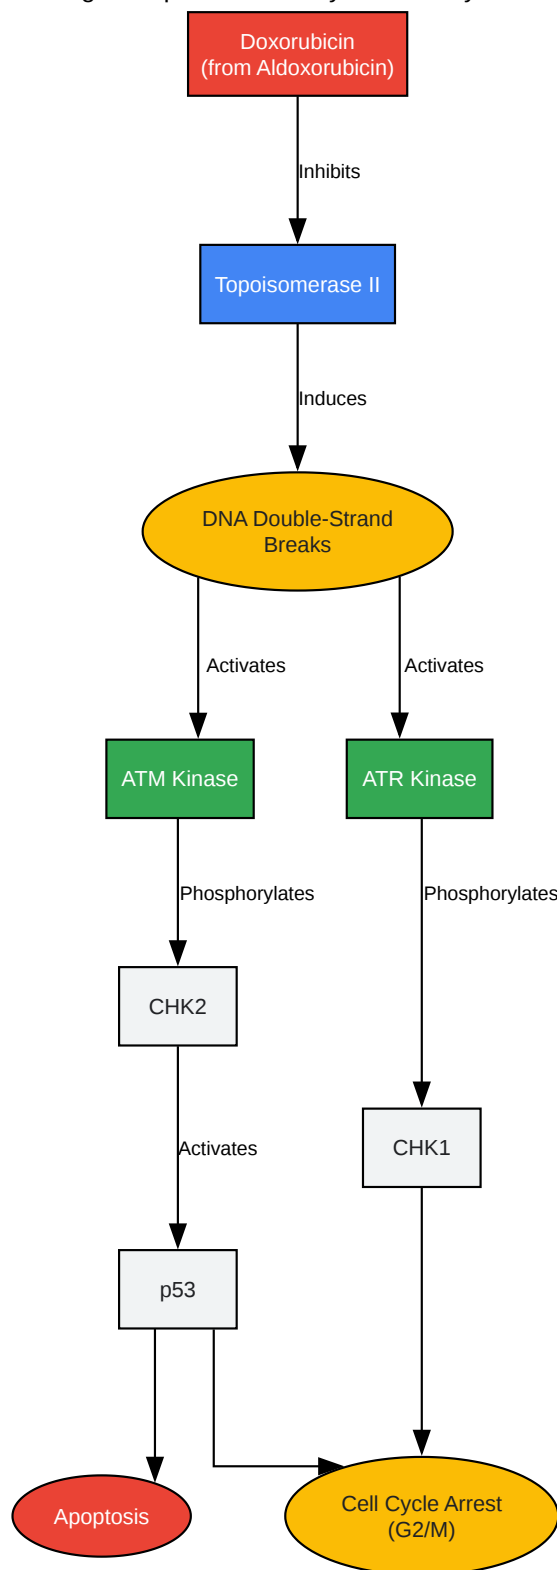 Doxorubicin
(from Aldoxorubicin)
Inhibits
Topoisomerase II
Induces
DNA Double-Strand
Breaks
Activates
Activates
ATM Kinase
ATR Kinase
Phosphorylates
Phosphorylates
CHK2
Activates
CHK1
p53
Apoptosis
Cell Cycle Arrest
(G2/M)